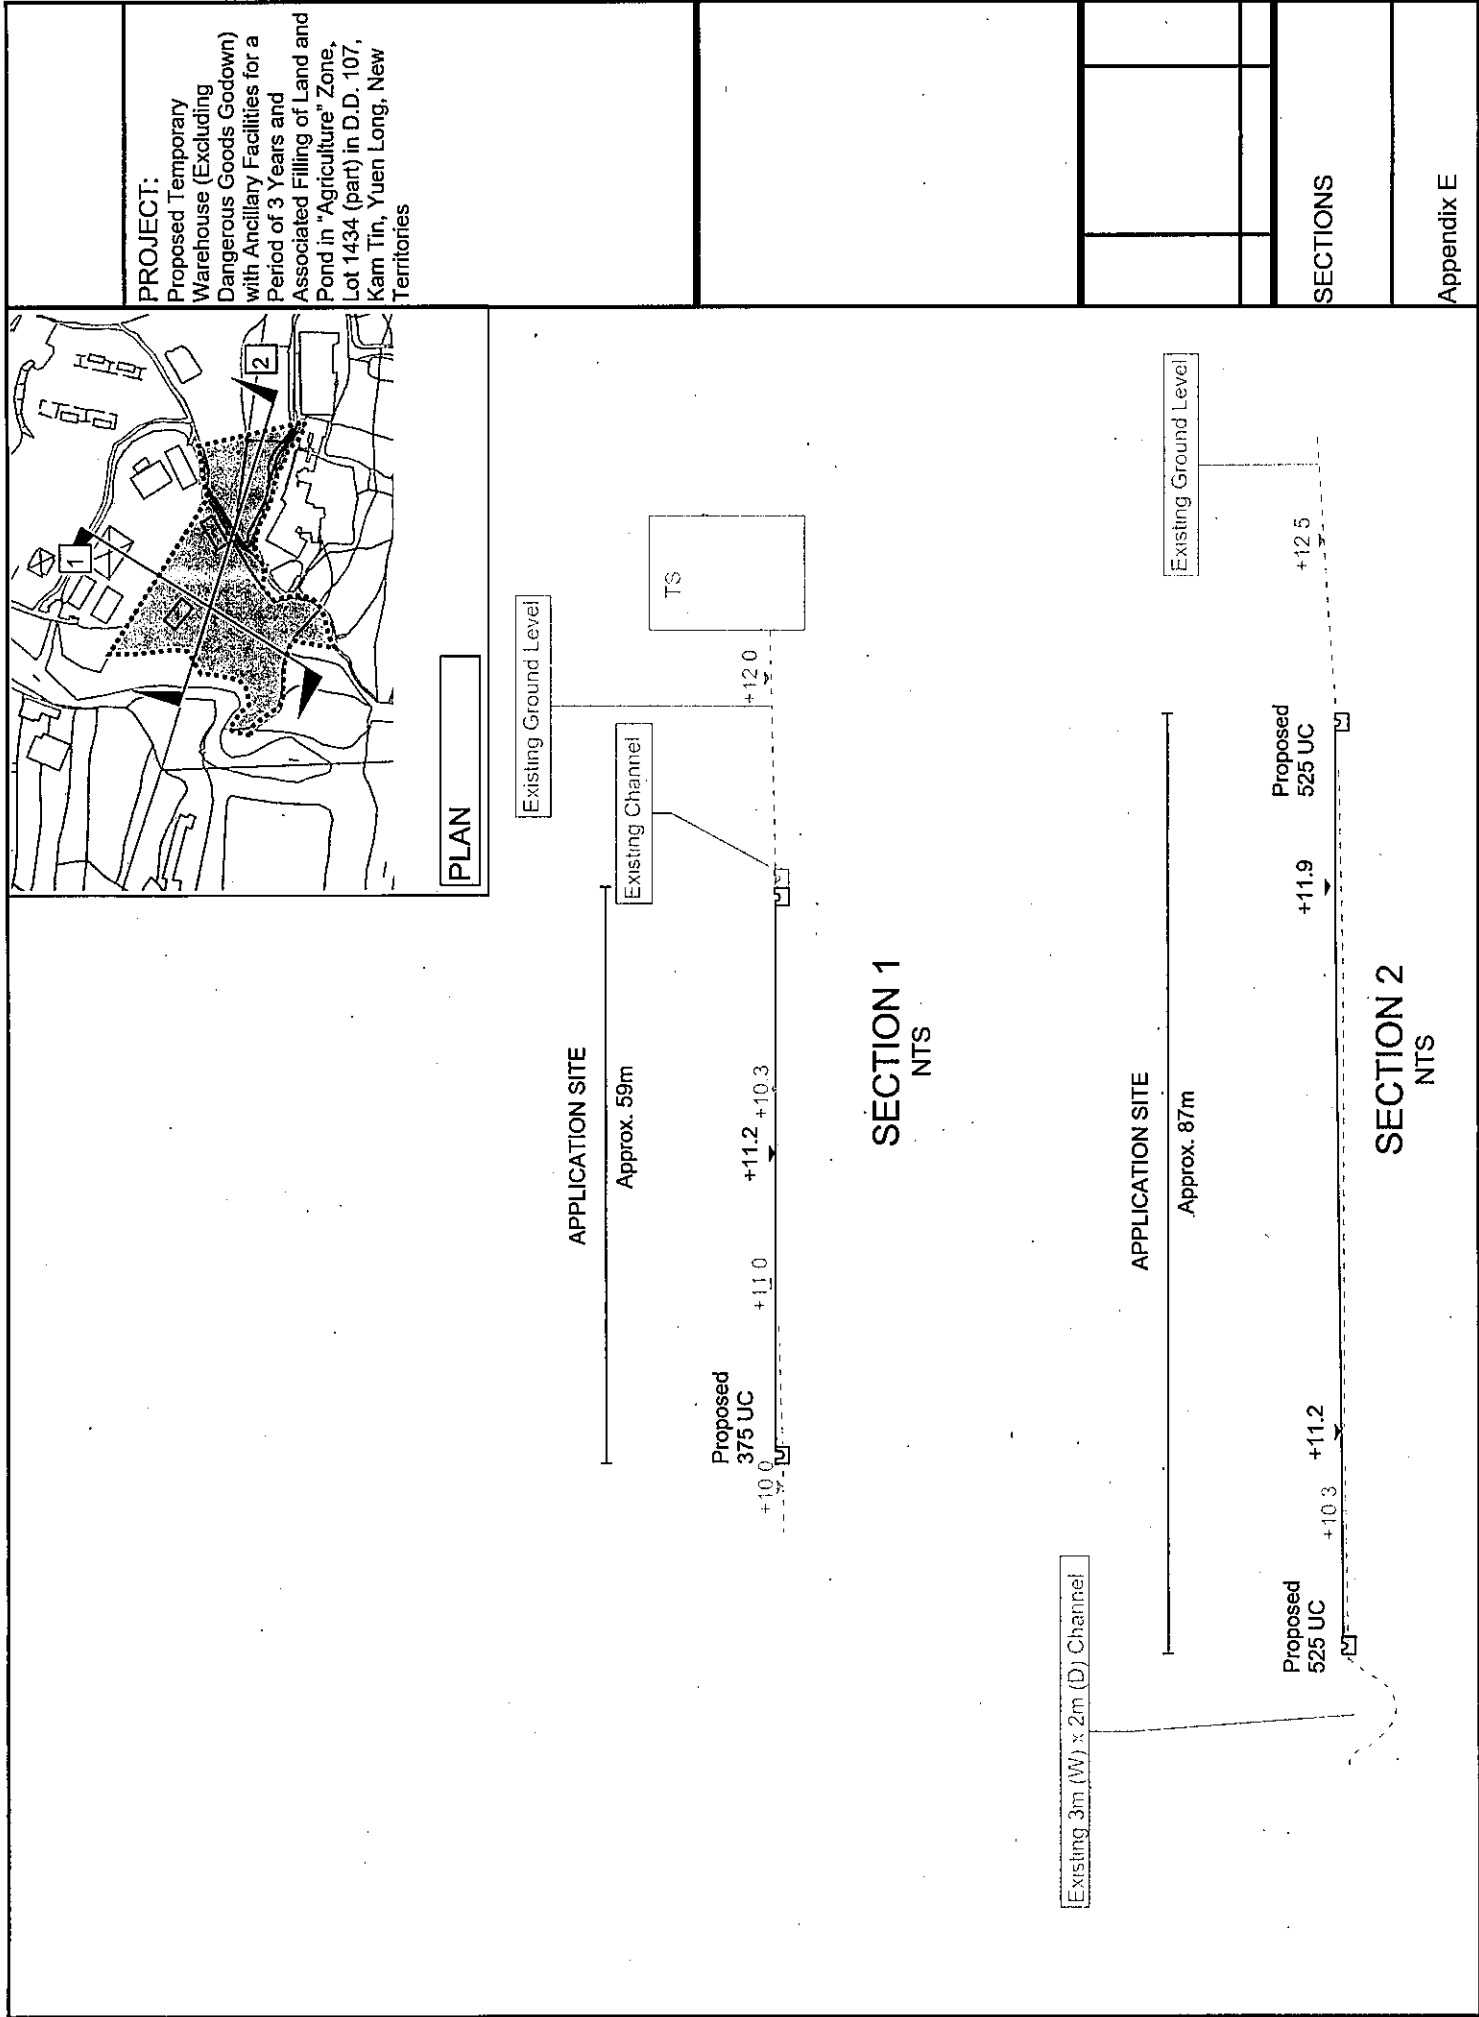 PROJECT:
Proposed Temporary
Warehouse (Excluding
Dangerous Goods Godown)
with Ancillary Facilities for a
Period of 3 Years and
Associated Filling of Land and
Pond in "Agriculture" Zone,
Lot 1434 (part) in D.D. 107,
Kam Tin, Yuen Long, New
Territories
1
2
PLAN
Existing Ground Level
Existing Channel
TS
APPLICATION SITE
Approx. 59m
Proposed
375 UC
+10.0
+11.0
+11.2
+10.3
+12.0
SECTION 1
NTS
Existing 3m (W) x 2m (D) Channel
Existing Ground Level
APPLICATION SITE
Approx. 87m
Proposed
525 UC
+10.3
+11.2
+11.9
Proposed
525 UC
+12.5
SECTION 2
NTS
SECTIONS
Appendix E